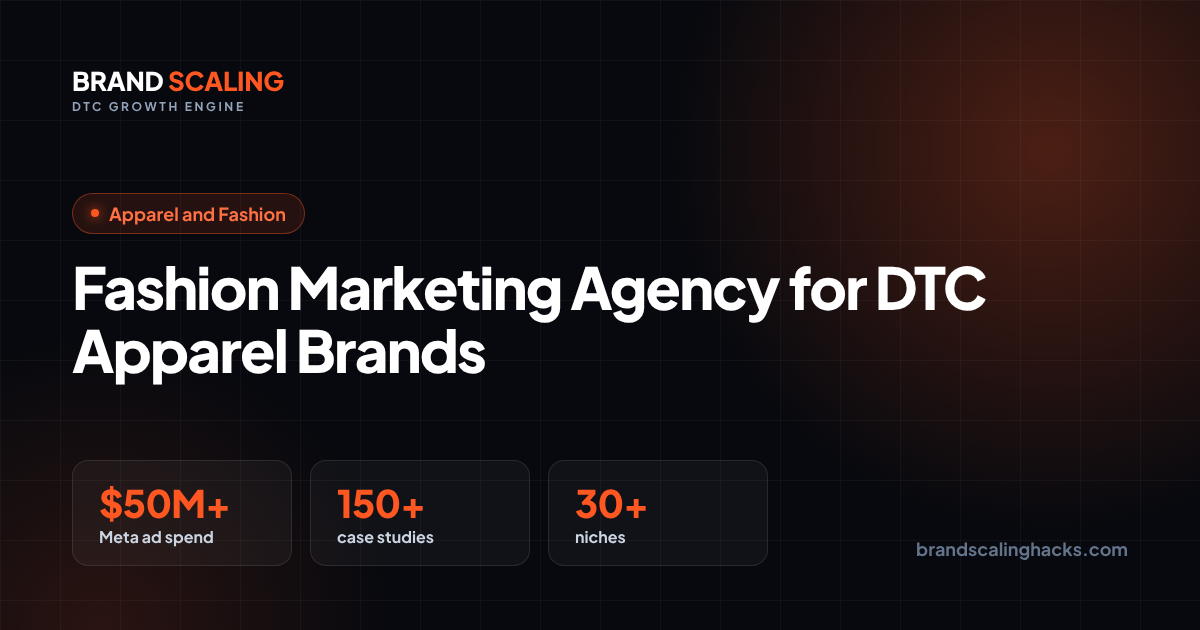 BRAND SCALING
DTC GROWTH ENGINE
Apparel and Fashion
Fashion Marketing Agency for DTC
Apparel Brands
$50M+
Meta ad spend
150+
case studies
30+
niches
brandscalinghacks.com